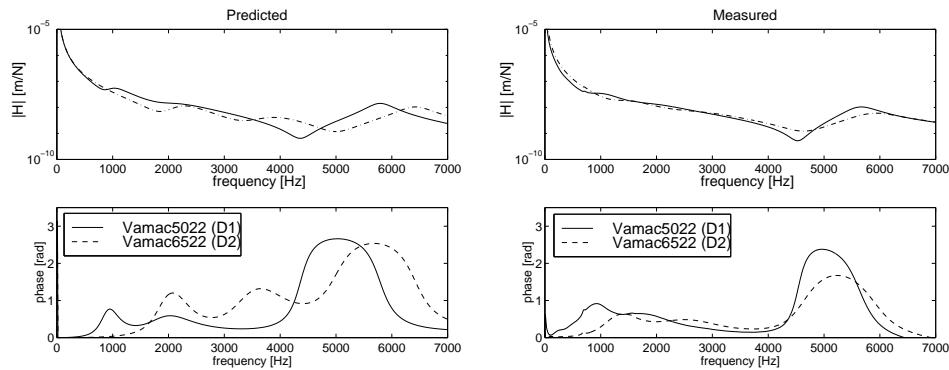 Predicted
10^-5
10^-10
|H| [m/N]
0 1000 2000 3000 4000 5000 6000 7000
frequency [Hz]
Measured
10^-5
10^-10
|H| [m/N]
0 1000 2000 3000 4000 5000 6000 7000
frequency [Hz]
3
2
1
0
phase [rad]
Vamac5022 (D1)
Vamac6522 (D2)
0 1000 2000 3000 4000 5000 6000 7000
frequency [Hz]
3
2
1
0
phase [rad]
Vamac5022 (D1)
Vamac6522 (D2)
0 1000 2000 3000 4000 5000 6000 7000
frequency [Hz]